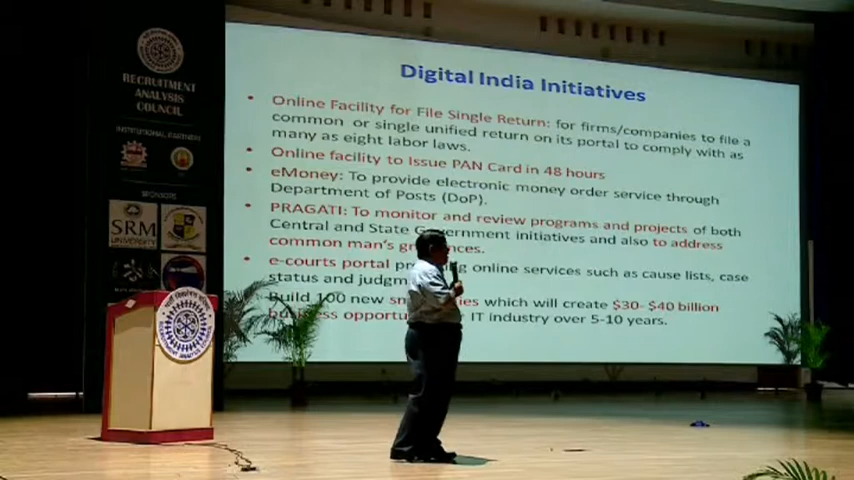 RECRUITMENT
ANALYSIS
COUNCIL
INSTITUTIONAL PARTNERS
SPONSORS
SRM
UNIVERSITY
Digital India Initiatives
• Online Facility for File Single Return: for firms/companies to file a
common or single unified return on its portal to comply with as
many as eight labor laws.
• Online facility to Issue PAN Card in 48 hours
• eMoney: To provide electronic money order service through
Department of Posts (DoP).
• PRAGATI: To monitor and review programs and projects of both
Central and State Government initiatives and also to address
common man's
• e-courts portal online services such as cause lists, case
status and
Build 100 new which will create $30- $40 billion
business IT industry over 5-10 years.